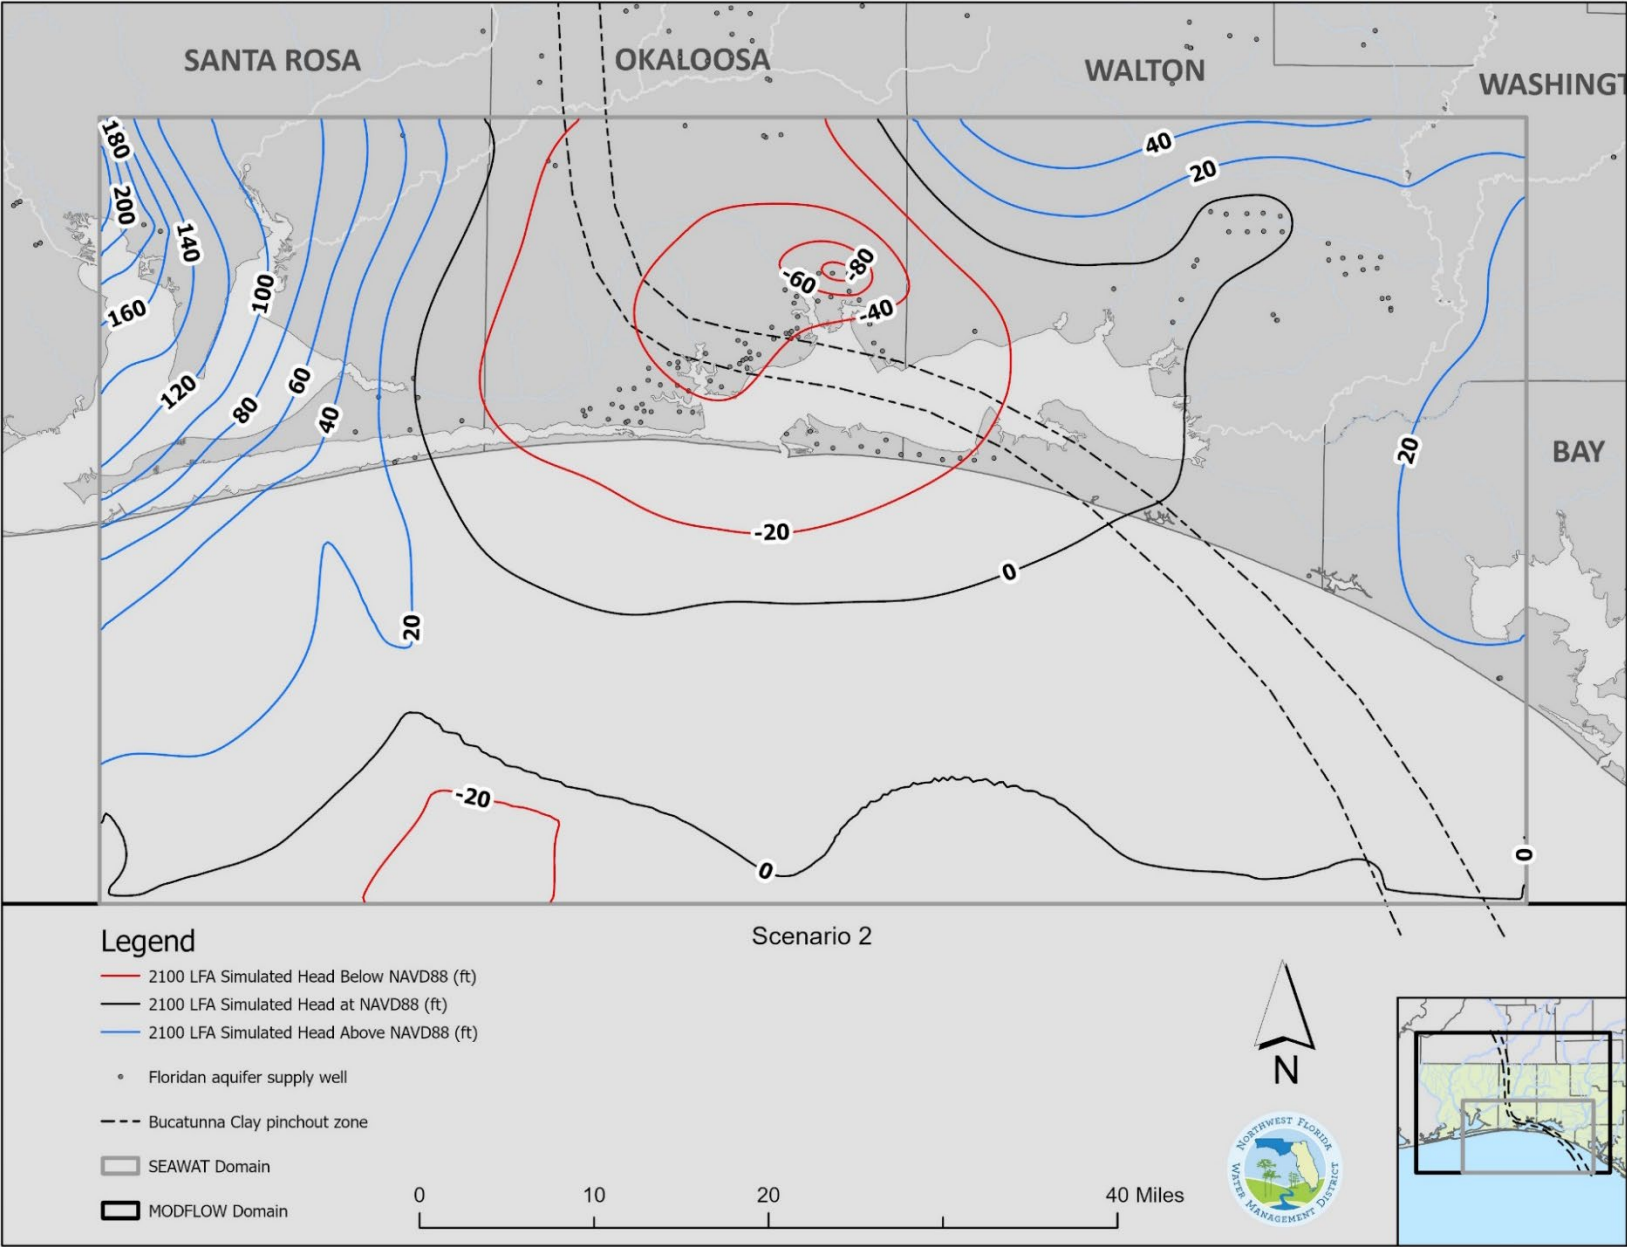 SANTA ROSA
OKALOOSA
WALTON
WASHINGT
180
200
140
160
100
120
80
60
40
40
20
-80
-60
-40
20
BAY
-20
0
20
-20
0
0
Scenario 2
Legend
2100 LFA Simulated Head Below NAVD88 (ft)
2100 LFA Simulated Head at NAVD88 (ft)
2100 LFA Simulated Head Above NAVD88 (ft)
Floridan aquifer supply well
Bucatunna Clay pinchout zone
SEAWAT Domain
MODFLOW Domain
0 10 20 40 Miles
N
NORTHWEST FLORIDA
WATER MANAGEMENT DISTRICT